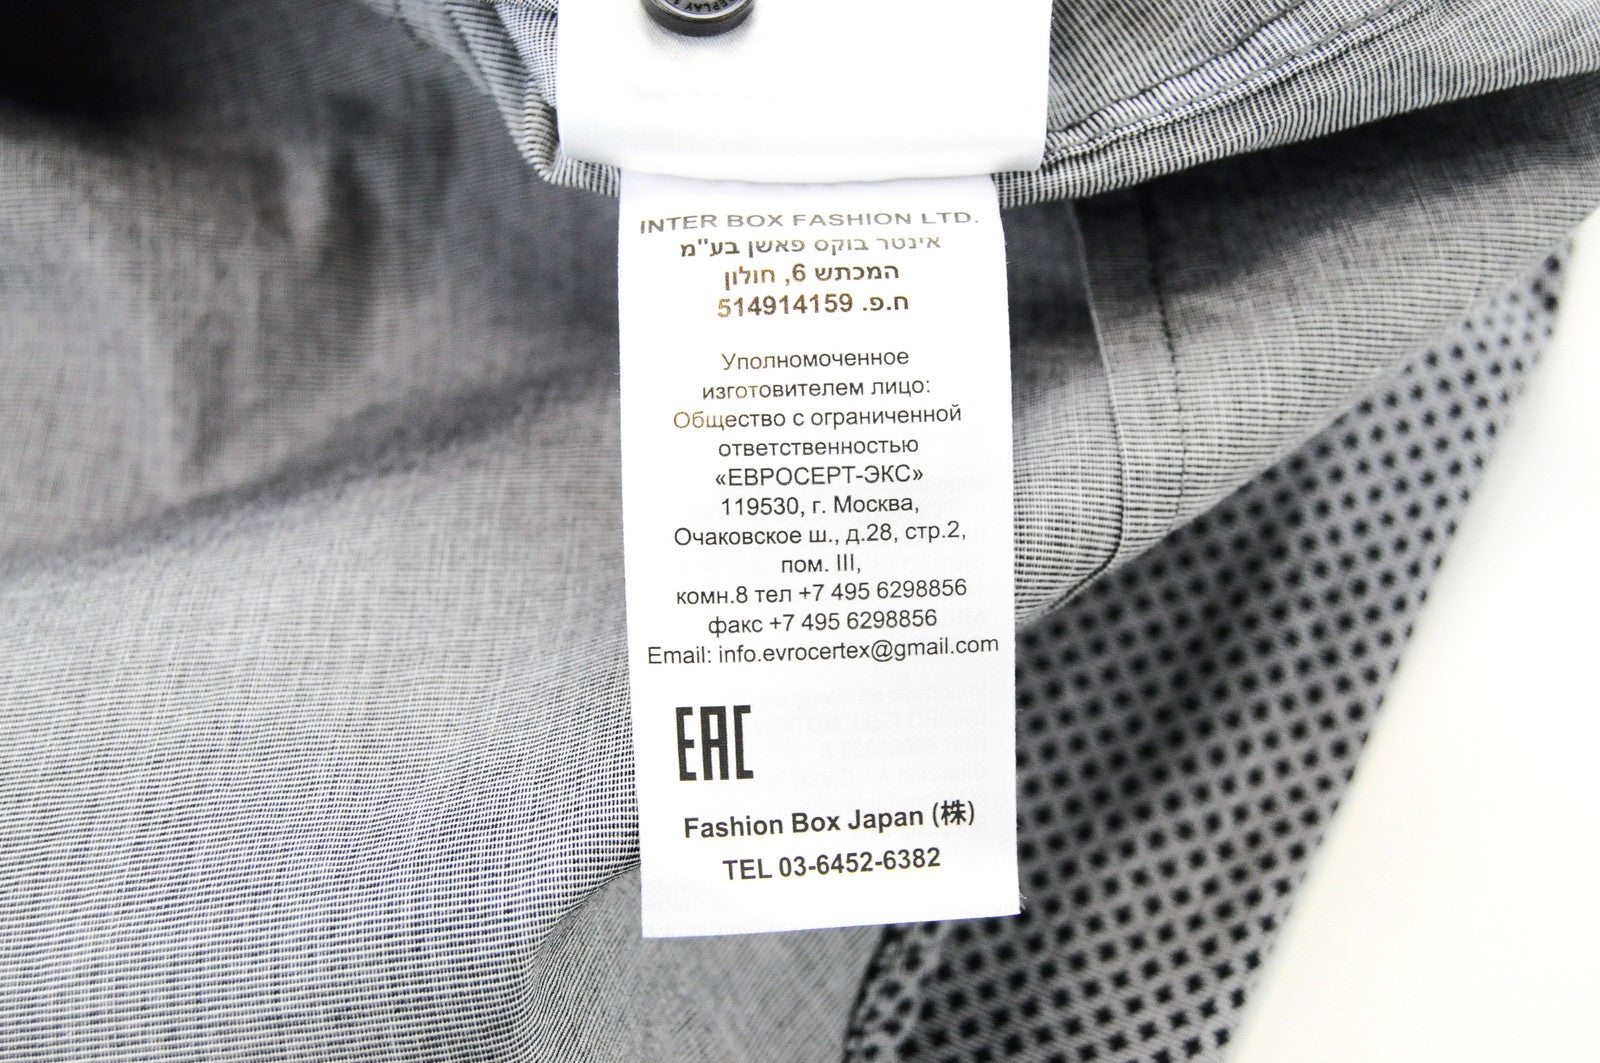 REPLAY
INTER BOX FASHION LTD.
אינטר בוקס פאשן בע"מ
המכתש 6, חולון
ח.פ. 514914159
Уполномоченное
изготовителем лицо:
Общество с ограниченной
ответственностью
«ЕВРОСЕРТ-ЭКС»
119530, г. Москва,
Очаковское ш., д.28, стр.2,
пом. III,
комн.8 тел +7 495 6298856
факс +7 495 6298856
Email: info.evrocertex@gmail.com
EAC
Fashion Box Japan (株)
TEL 03-6452-6382